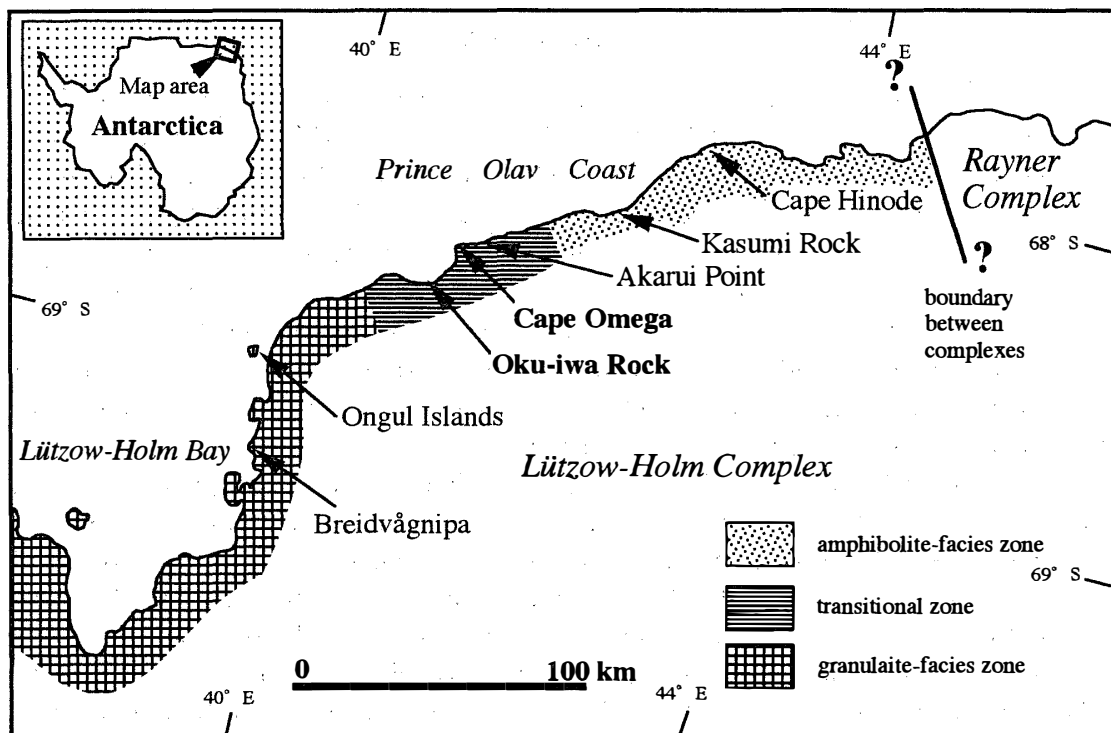 40° E
44° E
Map area
Antarctica
?
Prince Olav Coast
Rayner
Complex
Cape Hinode
Kasumi Rock
68° S
Akarui Point
?
69° S
boundary
between
complexes
Cape Omega
Oku-iwa Rock
Ongul Islands
Lützow-Holm Bay
Lützow-Holm Complex
Breidvågnipa
amphibolite-facies zone
69° S
transitional zone
0 100 km
granulaite-facies zone
40° E
44° E